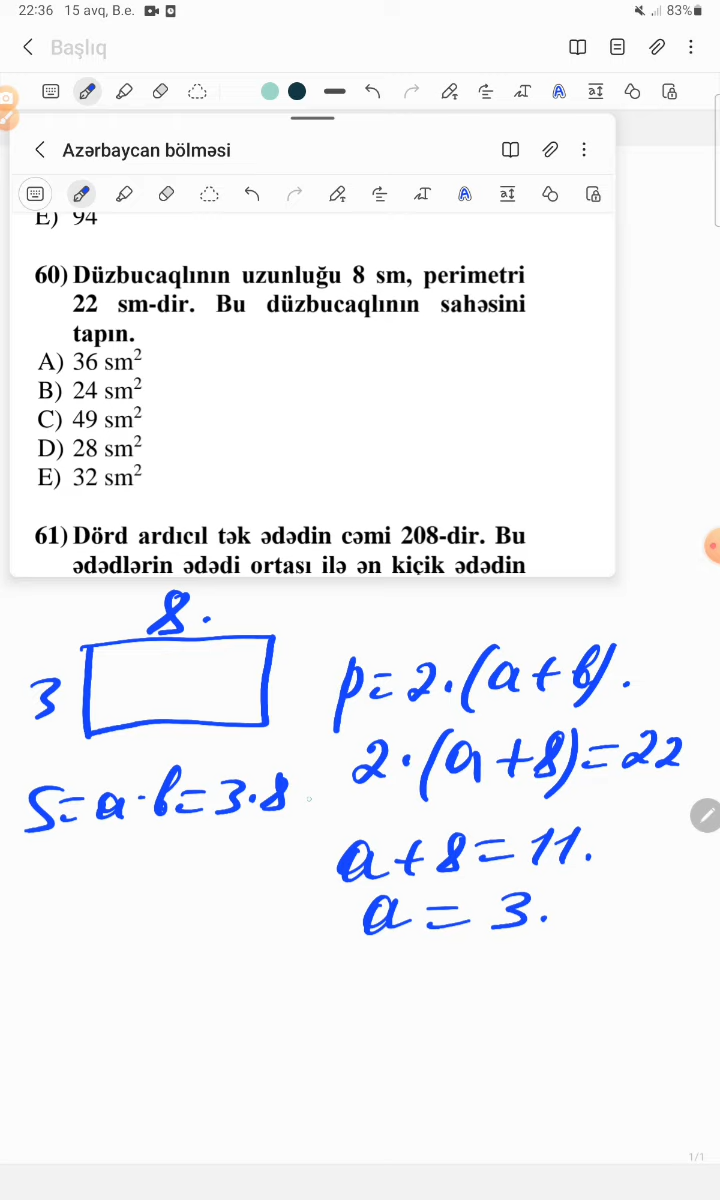 22:36 15 avq, B.e. 83%
Başlıq
Azərbaycan bölməsi
E) 94
60) Düzbucaqlının uzunluğu 8 sm, perimetri
22 sm-dir. Bu düzbucaqlının sahəsini
tapın.
A) 36 sm²
B) 24 sm²
C) 49 sm²
D) 28 sm²
E) 32 sm²
61) Dörd ardıcıl tək ədədin cəmi 208-dir. Bu
ədədlərin ədədi ortası ilə ən kiçik ədədin
8.
3
P=2·(a+b).
2·(a+8)=22
S=a·b=3·8
a+8=11.
a=3.
1/1